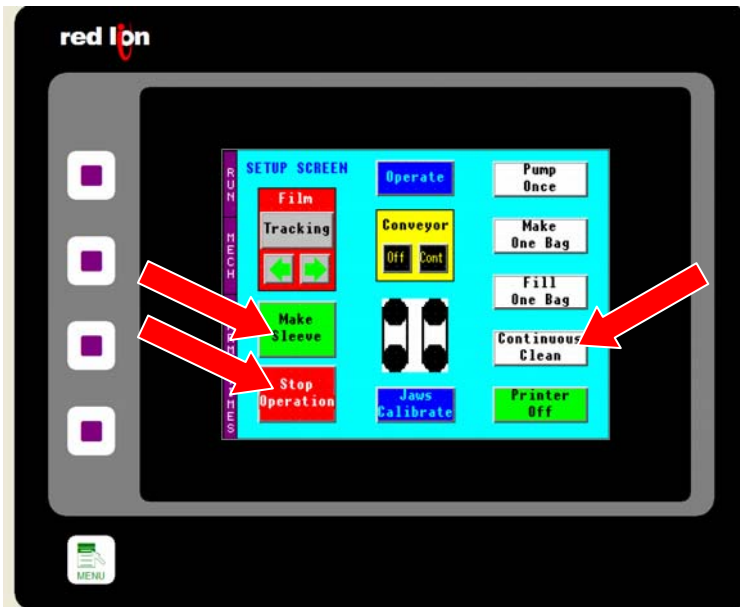 red lion
SETUP SCREEN
Film
Tracking
Make
Sleeve
Stop
Operation
Operate
Conveyor
Off Cont
Jaws
Calibrate
Pump
Once
Make
One Bag
Fill
One Bag
Continuous
Clean
Printer
Off
RUN
MECH
MENU